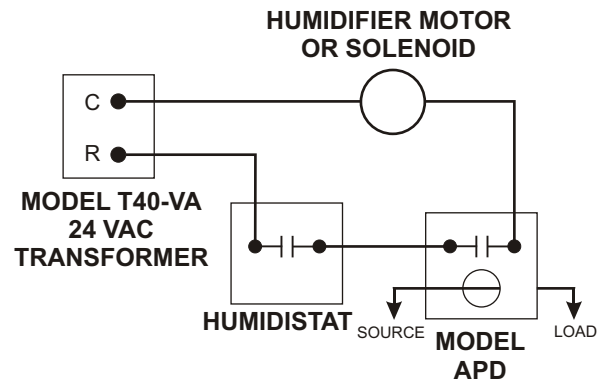 HUMIDIFIER MOTOR
OR SOLENOID
C
R
MODEL T40-VA
24 VAC
TRANSFORMER
HUMIDISTAT
SOURCE
LOAD
MODEL
APD